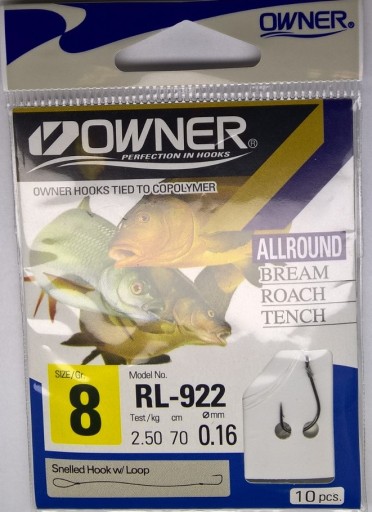 OWNER®
OWNER®
PERFECTION IN HOOKS
OWNER HOOKS TIED TO COPOLYMER
ALLROUND
BREAM
ROACH
TENCH
SIZE/Gr.
8
Model No.
RL-922
Test/kg cm ømm
2.50 70 0.16
Snelled Hook w/ Loop
10 pcs.